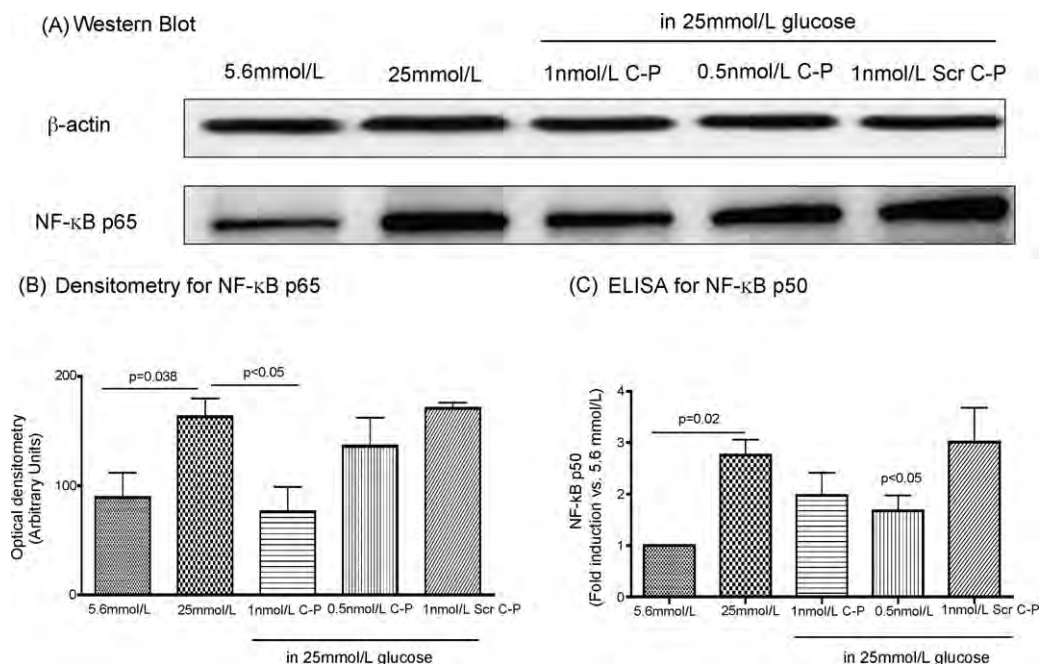 (A) Western Blot
in 25mmol/L glucose
5.6mmol/L 25mmol/L 1nmol/L C-P 0.5nmol/L C-P 1nmol/L Scr C-P
β-actin
NF-κB p65
(B) Densitometry for NF-κB p65
200
100
0
Optical densitometry
(Arbitrary Units)
p=0.038
p<0.05
5.6mmol/L 25mmol/L 1nmol/L C-P 0.5nmol/L C-P 1nmol/L Scr C-P
in 25mmol/L glucose
(C) ELISA for NF-κB p50
4
3
2
1
0
NF-kB p50
(Fold induction vs. 5.6 mmol/L)
p=0.02
p<0.05
5.6mmol/L 25mmol/L 1nmol/L C-P 0.5nmol/L 1nmol/L Scr C-P
in 25mmol/L glucose